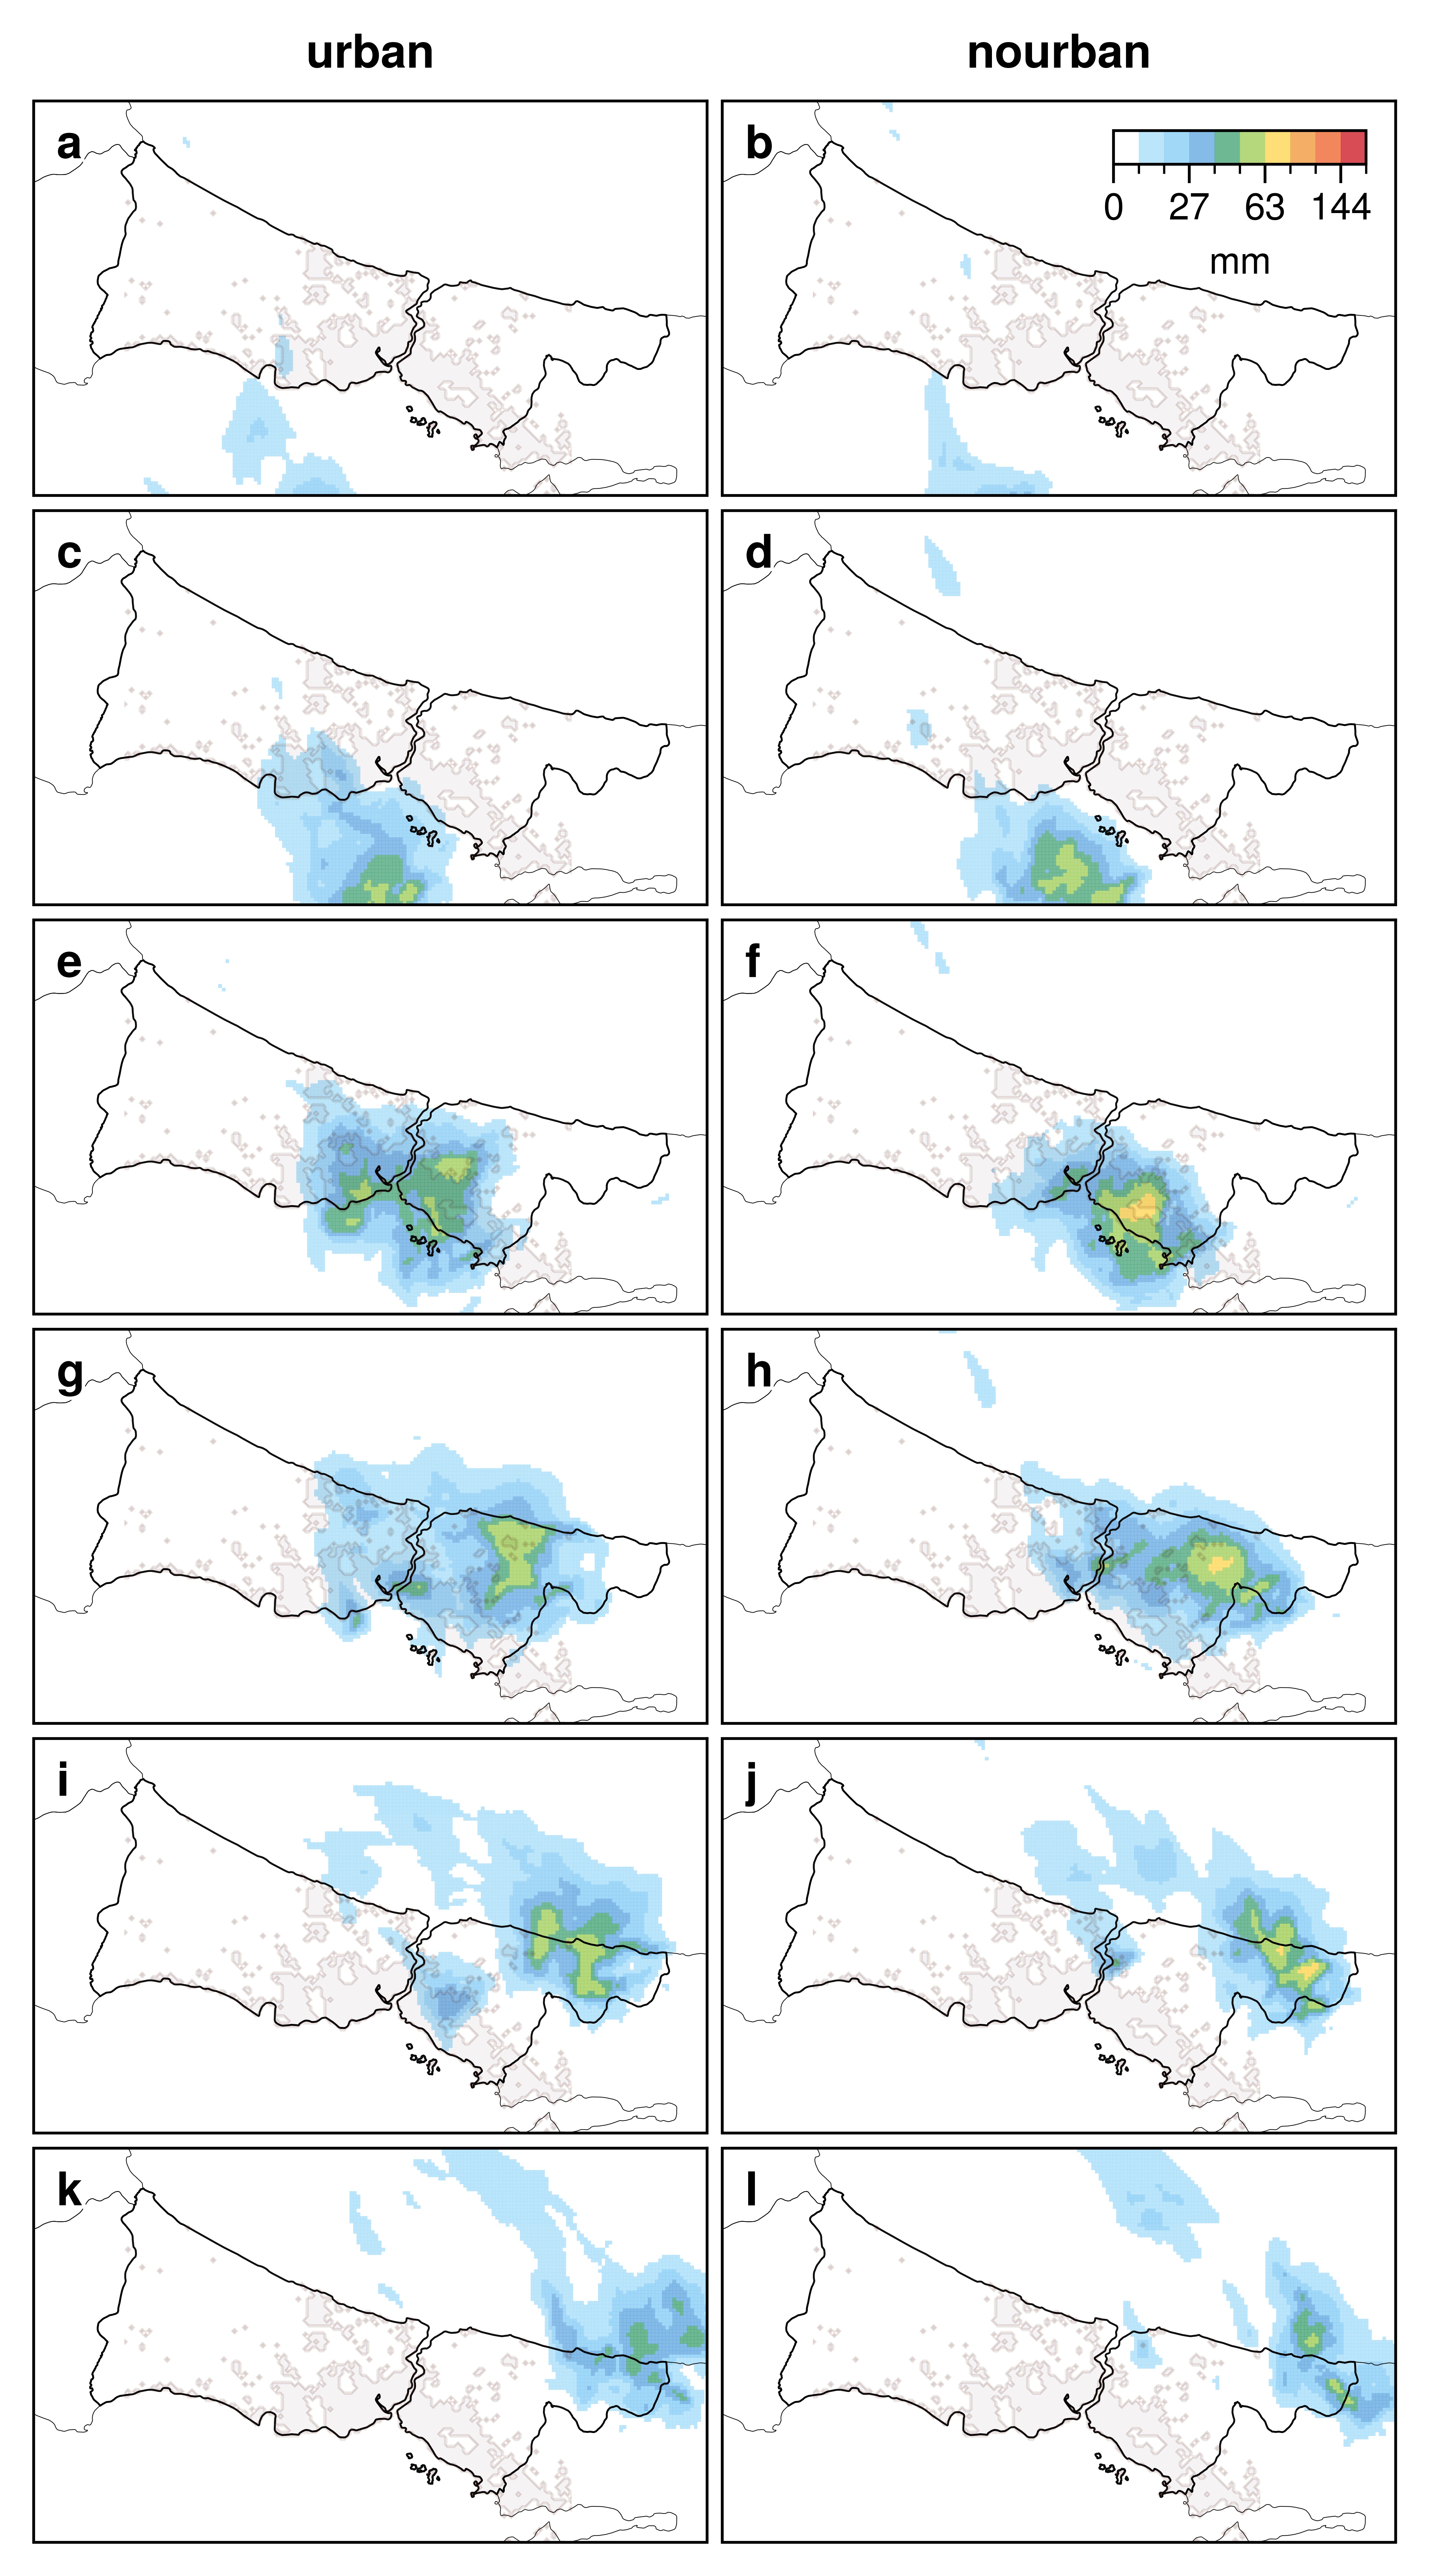 urban nourban
a b
0 27 63 144
mm
c d
e f
g h
i j
k l